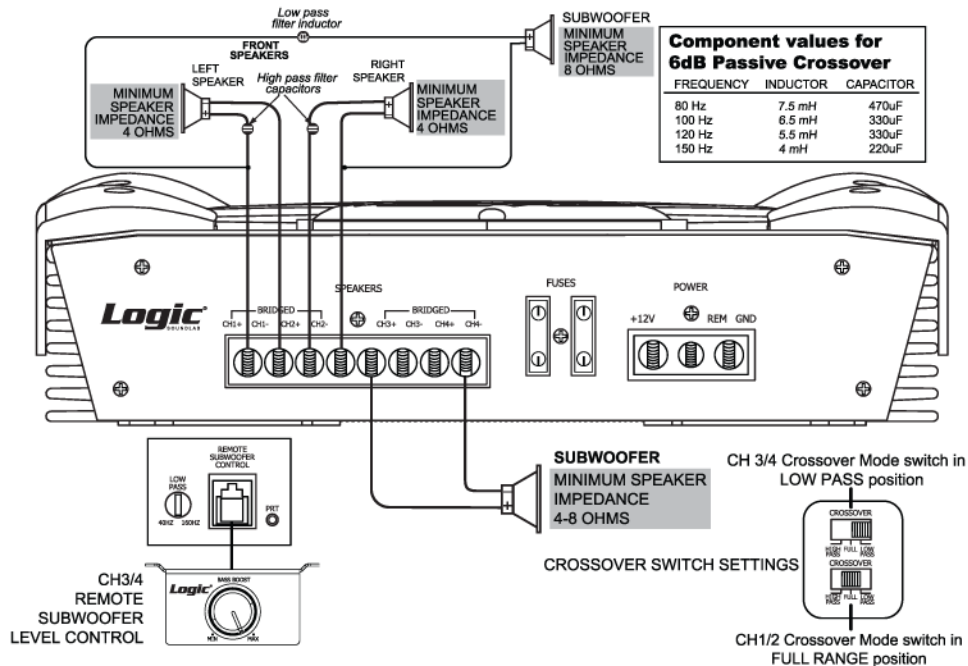 Low pass
filter inductor
FRONT
SPEAKERS
LEFT
SPEAKER
High pass filter
capacitors
RIGHT
SPEAKER
MINIMUM
SPEAKER
IMPEDANCE
4 OHMS
MINIMUM
SPEAKER
IMPEDANCE
4 OHMS
SUBWOOFER
MINIMUM
SPEAKER
IMPEDANCE
8 OHMS
Component values for
6dB Passive Crossover
FREQUENCY INDUCTOR CAPACITOR
80 Hz 7.5 mH 470uF
100 Hz 6.5 mH 330uF
120 Hz 5.5 mH 330uF
150 Hz 4 mH 220uF
Logic
SOUNDLAB
SPEAKERS
BRIDGED
CH1+ CH1- CH2+ CH2-
BRIDGED
CH3+ CH3- CH4+ CH4-
FUSES
POWER
+12V REM GND
REMOTE
SUBWOOFER
CONTROL
LOW
PASS
40HZ 160HZ
PRT
CH3/4
REMOTE
SUBWOOFER
LEVEL CONTROL
Logic
BASS BOOST
MIN MAX
SUBWOOFER
MINIMUM SPEAKER
IMPEDANCE
4-8 OHMS
CH 3/4 Crossover Mode switch in
LOW PASS position
CROSSOVER SWITCH SETTINGS
CROSSOVER
HIGH PASS FULL LOW PASS
CROSSOVER
HIGH PASS FULL LOW PASS
CH1/2 Crossover Mode switch in
FULL RANGE position